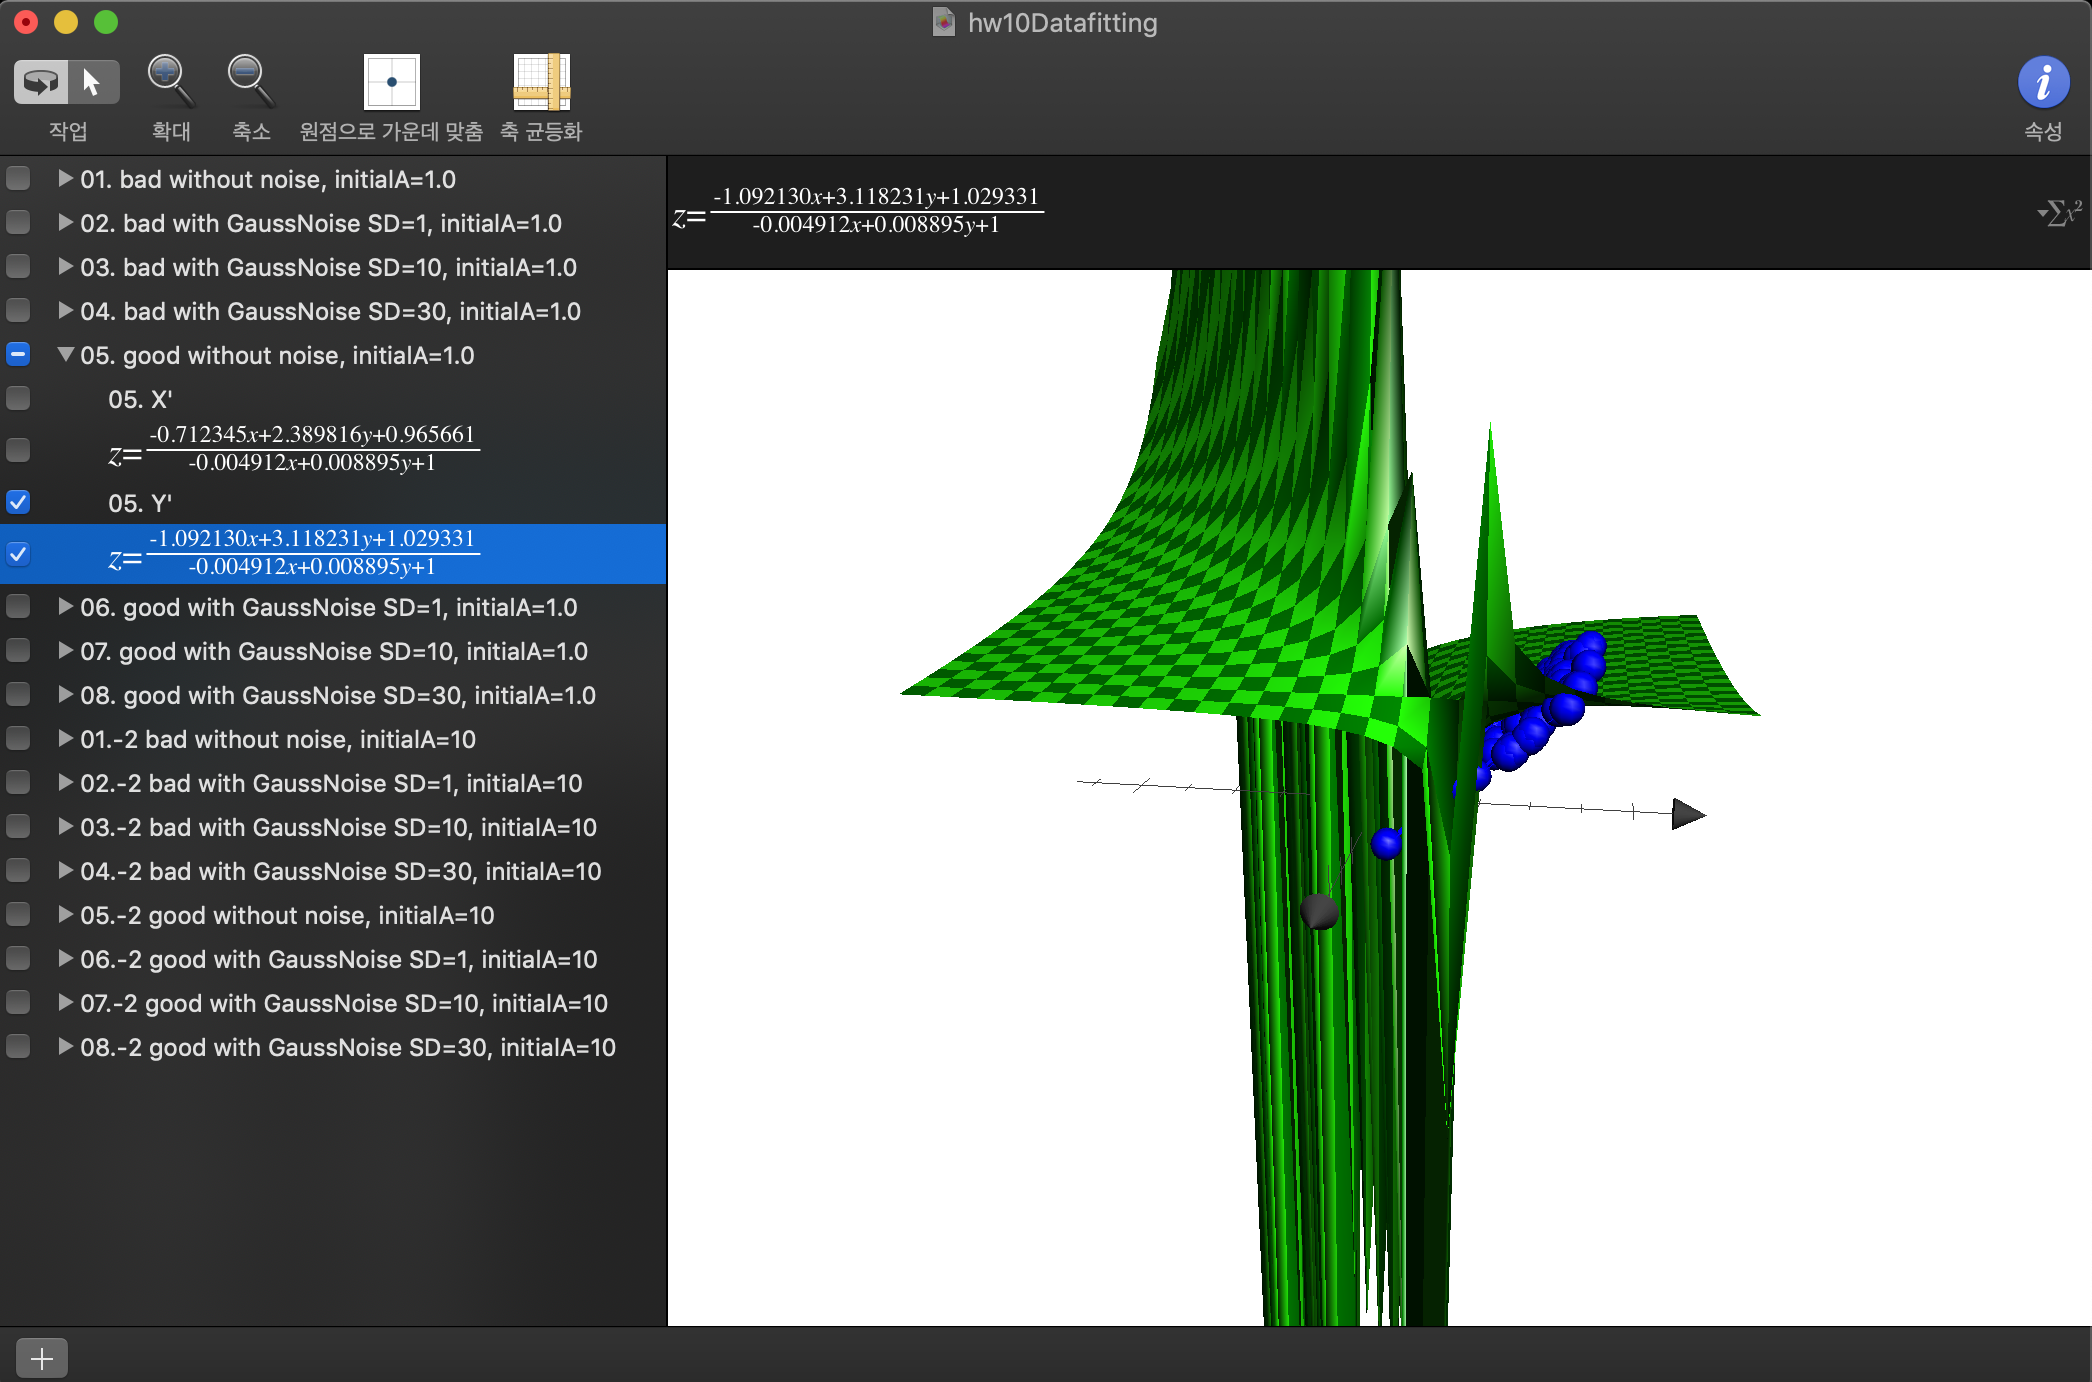 hw10Datafitting
작업 확대 축소 원점으로 가운데 맞춤 축 균등화 속성
01. bad without noise, initialA=1.0
02. bad with GaussNoise SD=1, initialA=1.0
03. bad with GaussNoise SD=10, initialA=1.0
04. bad with GaussNoise SD=30, initialA=1.0
05. good without noise, initialA=1.0
05. X'
-0.712345x+2.389816y+0.965661
z=
-0.004912x+0.008895y+1
05. Y'
-1.092130x+3.118231y+1.029331
z=
-0.004912x+0.008895y+1
06. good with GaussNoise SD=1, initialA=1.0
07. good with GaussNoise SD=10, initialA=1.0
08. good with GaussNoise SD=30, initialA=1.0
01.-2 bad without noise, initialA=10
02.-2 bad with GaussNoise SD=1, initialA=10
03.-2 bad with GaussNoise SD=10, initialA=10
04.-2 bad with GaussNoise SD=30, initialA=10
05.-2 good without noise, initialA=10
06.-2 good with GaussNoise SD=1, initialA=10
07.-2 good with GaussNoise SD=10, initialA=10
08.-2 good with GaussNoise SD=30, initialA=10
-1.092130x+3.118231y+1.029331
z=
-0.004912x+0.008895y+1
∑x²